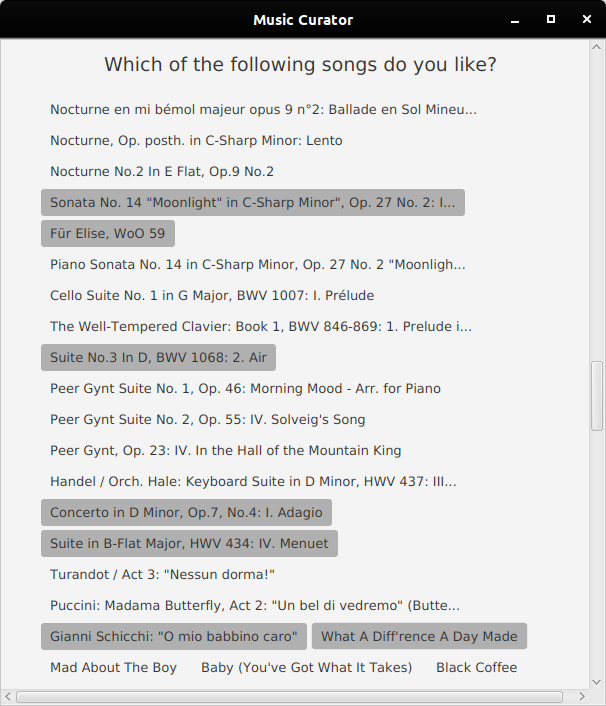 Music Curator
Which of the following songs do you like?
Nocturne en mi bémol majeur opus 9 n°2: Ballade en Sol Mineu...
Nocturne, Op. posth. in C-Sharp Minor: Lento
Nocturne No.2 In E Flat, Op.9 No.2
Sonata No. 14 "Moonlight" in C-Sharp Minor", Op. 27 No. 2: I...
Für Elise, WoO 59
Piano Sonata No. 14 in C-Sharp Minor, Op. 27 No. 2 "Moonligh...
Cello Suite No. 1 in G Major, BWV 1007: I. Prélude
The Well-Tempered Clavier: Book 1, BWV 846-869: 1. Prelude i...
Suite No.3 In D, BWV 1068: 2. Air
Peer Gynt Suite No. 1, Op. 46: Morning Mood - Arr. for Piano
Peer Gynt Suite No. 2, Op. 55: IV. Solveig's Song
Peer Gynt, Op. 23: IV. In the Hall of the Mountain King
Handel / Orch. Hale: Keyboard Suite in D Minor, HWV 437: III...
Concerto in D Minor, Op.7, No.4: I. Adagio
Suite in B-Flat Major, HWV 434: IV. Menuet
Turandot / Act 3: "Nessun dorma!"
Puccini: Madama Butterfly, Act 2: "Un bel di vedremo" (Butte...
Gianni Schicchi: "O mio babbino caro" What A Diff'rence A Day Made
Mad About The Boy Baby (You've Got What It Takes) Black Coffee